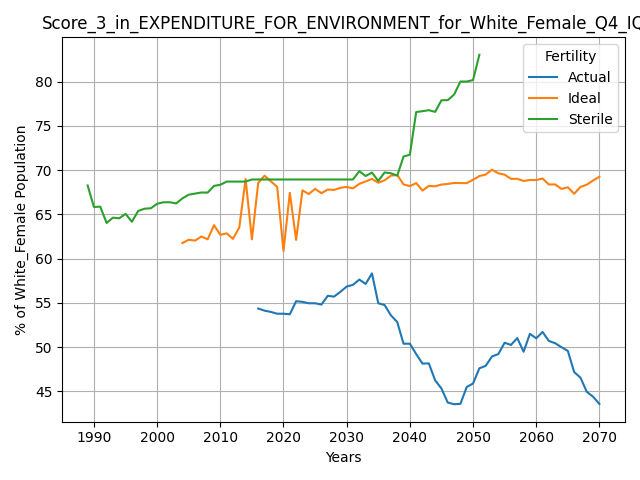 Score_3_in_EXPENDITURE_FOR_ENVIRONMENT_for_White_Female_Q4_IQ
Fertility
Actual
Ideal
Sterile
% of White_Female Population
80
75
70
65
60
55
50
45
1990 2000 2010 2020 2030 2040 2050 2060 2070
Years